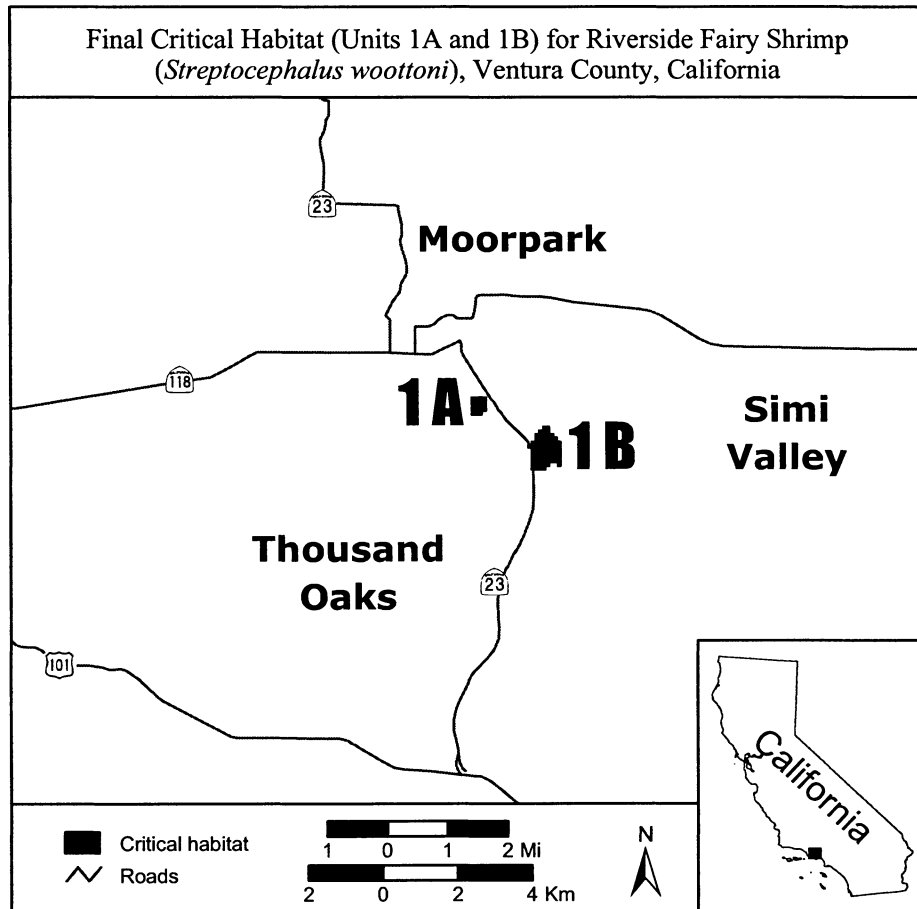 Final Critical Habitat (Units 1A and 1B) for Riverside Fairy Shrimp
(Streptocephalus woottoni), Ventura County, California
23
Moorpark
118
1A
1B
Simi
Valley
Thousand
Oaks
23
101
California
Critical habitat
Roads
1 0 1 2 Mi
2 0 2 4 Km
N